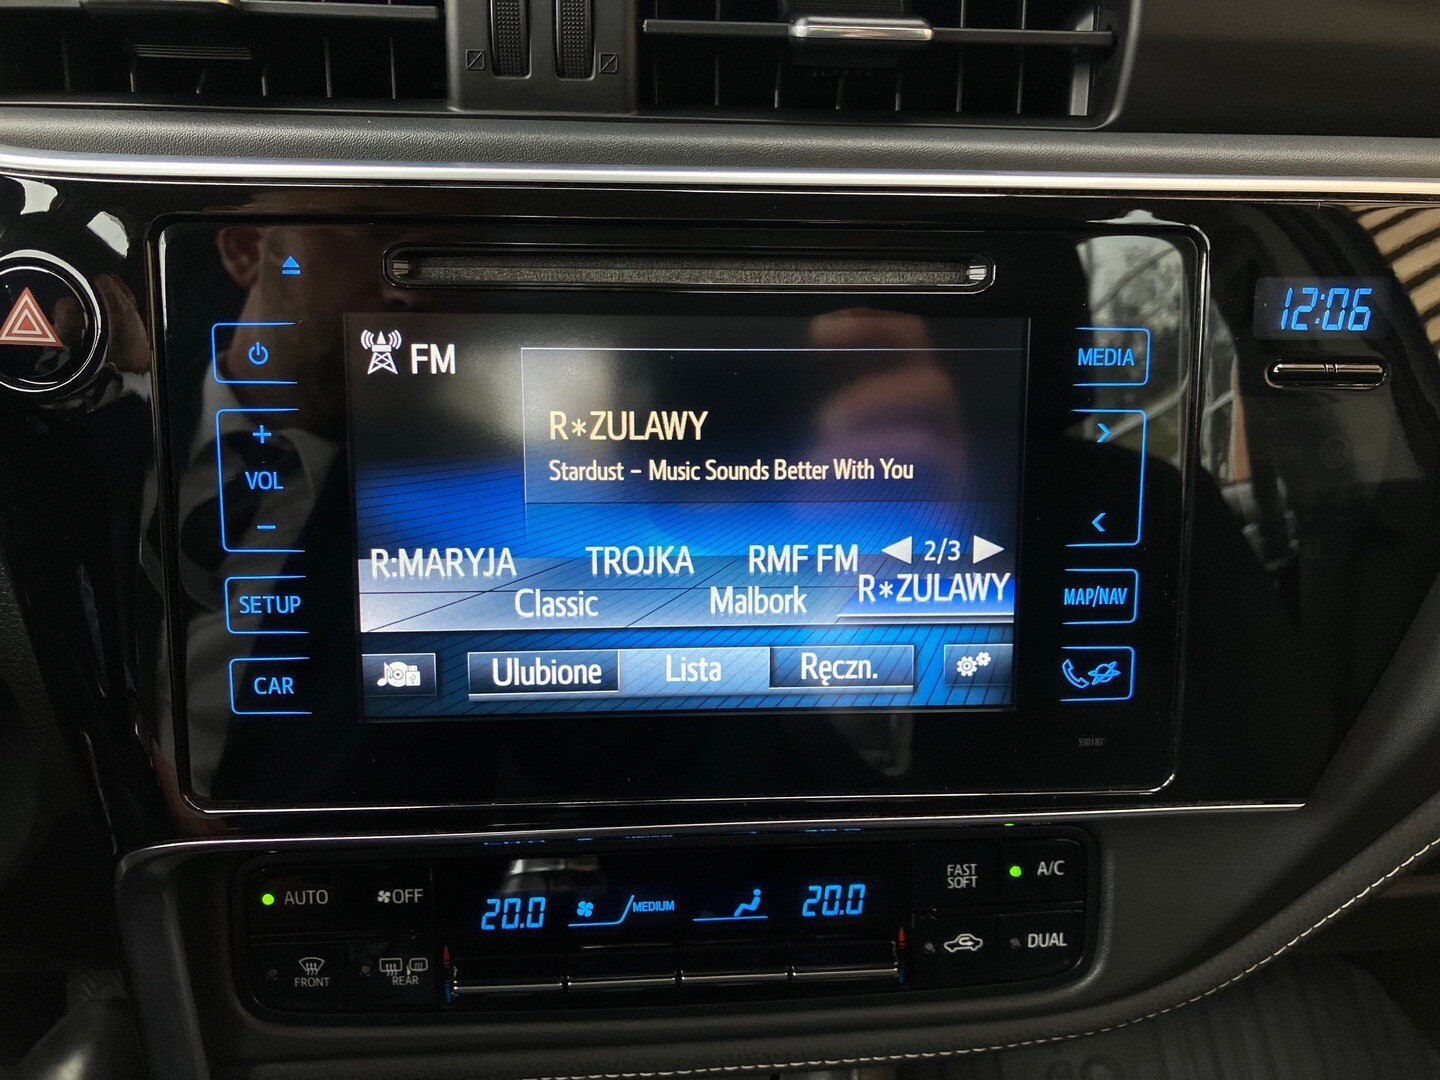 12:06
FM
MEDIA
R*ZULAWY
+
VOL
Stardust - Music Sounds Better With You
-
R:MARYJA TROJKA RMF FM 2/3
Classic Malbork R*ZULAWY
SETUP
MAP/NAV
Ulubione Lista Ręczn.
CAR
AUTO OFF 20.0 MEDIUM 20.0 FAST SOFT A/C
FRONT REAR DUAL